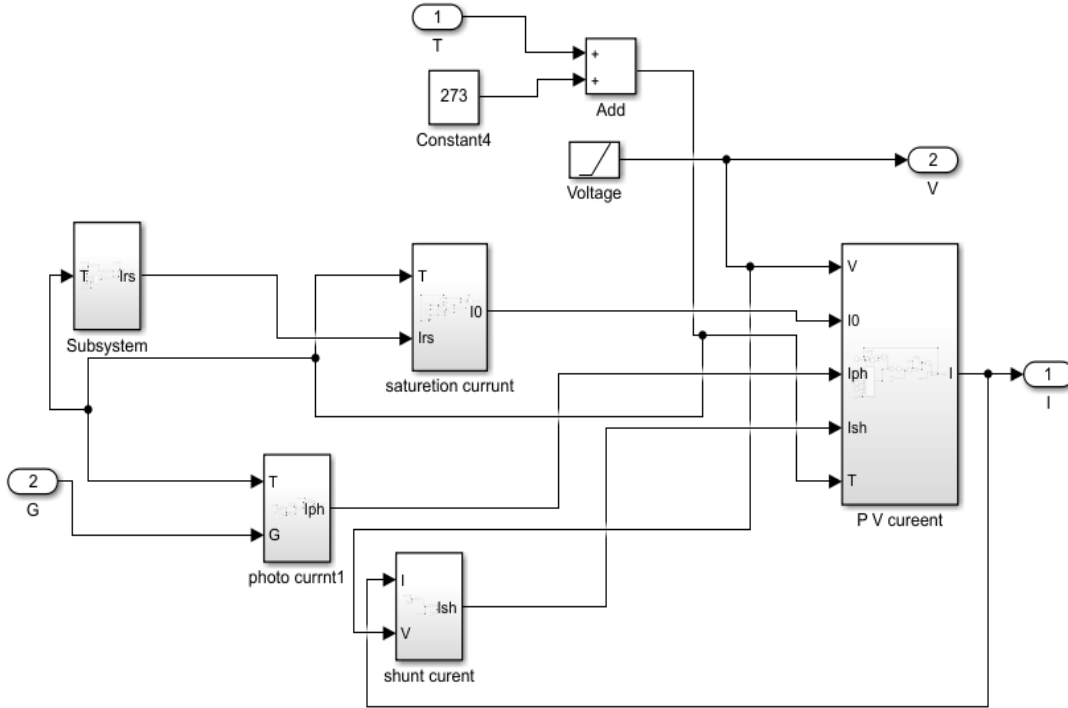 1
T
+
+
Add
273
Constant4
Voltage
2
V
T
Irs
Subsystem
T
Irs
I0
saturetion currunt
V
I0
Iph
Ish
T
I
P V cureent
1
I
2
G
T
G
Iph
photo currnt1
I
V
Ish
shunt curent